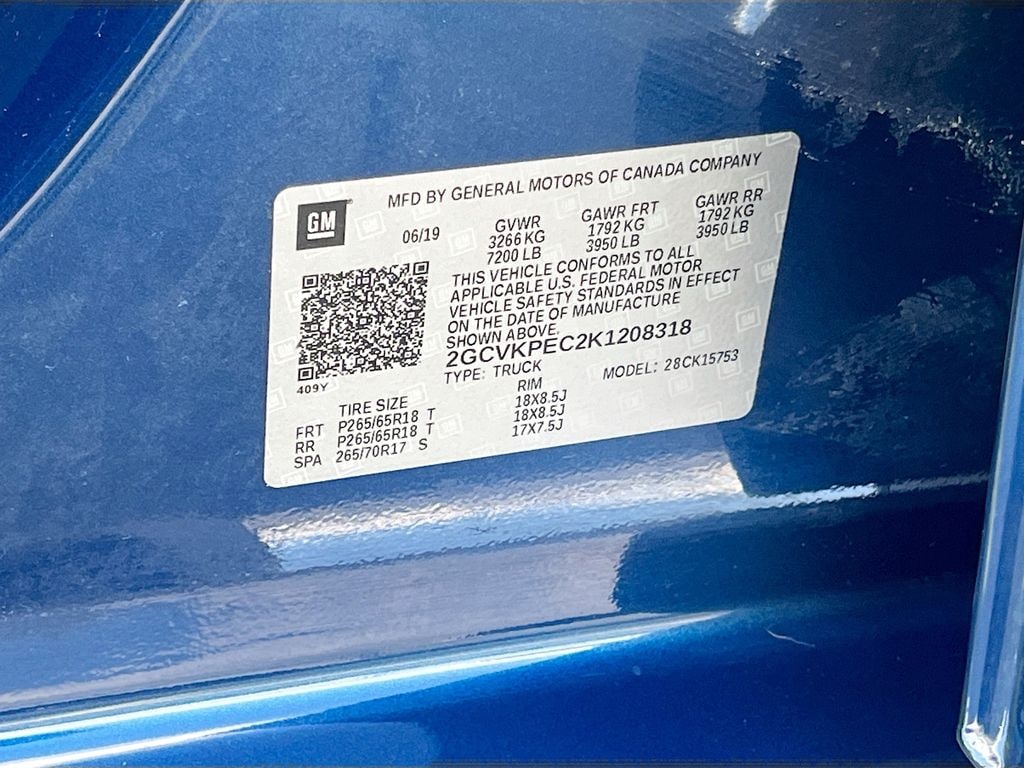 MFD BY GENERAL MOTORS OF CANADA COMPANY
GM
06/19
GVWR
3266 KG
7200 LB
GAWR FRT
1792 KG
3950 LB
GAWR RR
1792 KG
3950 LB
THIS VEHICLE CONFORMS TO ALL
APPLICABLE U.S. FEDERAL MOTOR
VEHICLE SAFETY STANDARDS IN EFFECT
ON THE DATE OF MANUFACTURE
SHOWN ABOVE.
2GCVKPEC2K1208318
TYPE: TRUCK
MODEL: 28CK15753
409Y
TIRE SIZE RIM
FRT P265/65R18 T 18X8.5J
RR P265/65R18 T 18X8.5J
SPA 265/70R17 S 17X7.5J